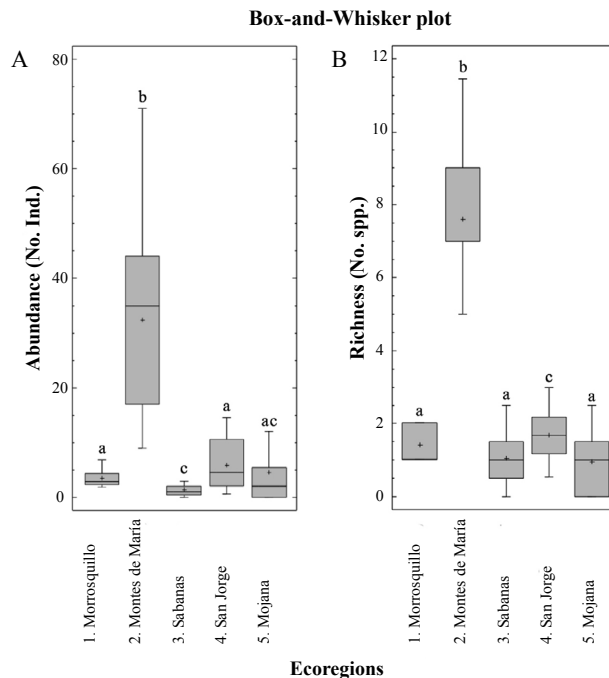 Box-and-Whisker plot
A
B
Abundance (No. Ind.)
80
60
40
20
0
b
a
c
a
ac
Richness (No. spp.)
12
10
8
6
4
2
0
b
a
a
c
a
1. Morrosquillo
2. Montes de María
3. Sabanas
4. San Jorge
5. Mojana
1. Morrosquillo
2. Montes de María
3. Sabanas
4. San Jorge
5. Mojana
Ecoregions